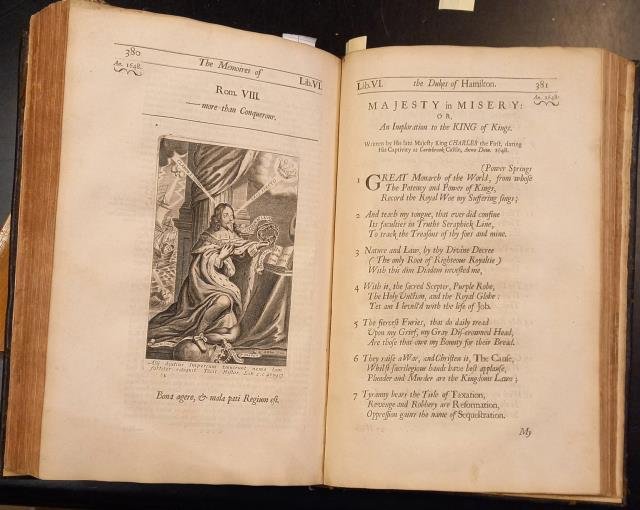 380
The Memoires of
Lib.VI.
An. 1648.
Rom. VIII.
—more than Conquerour.
Bona agere, & mala pati Regium est.
Lib.VI.
the Dukes of Hamilton.
381
An. 1648.
MAJESTY in MISERY:
OR,
An Imploration to the KING of Kings.
Written by His late Majesty King CHARLES the First, during
His Captivity at Carisbrook Castle, Anno Dom. 1648.
(Power Springs
1 GREAT Monarch of the World, from whose
The Potency and Power of Kings,
Record the Royal Woe my Suffering sings;
2 And teach my tongue, that ever did confine
Its faculties in Truths Seraphick Line,
To track the Treasons of thy foes and mine.
3 Nature and Law, by thy Divine Decree
(The only Root of Righteous Royaltie)
With this dim Diadem invested me,
4 With it, the sacred Scepter, Purple Robe,
The Holy Unction, and the Royal Globe:
Yet am I levell'd with the life of Job.
5 The fiercest Furies, that do daily tread
Upon my Grief, my Gray Dis-crowned Head,
Are those that owe my Bounty for their Bread.
6 They raise a War, and Christen it, The Cause,
Whilst sacrilegious hands have best applause,
Plunder and Murder are the Kingdoms Laws;
7 Tyranny bears the Title of Taxation,
Revenge and Robbery are Reformation,
Oppression gains the name of Sequestration.
My